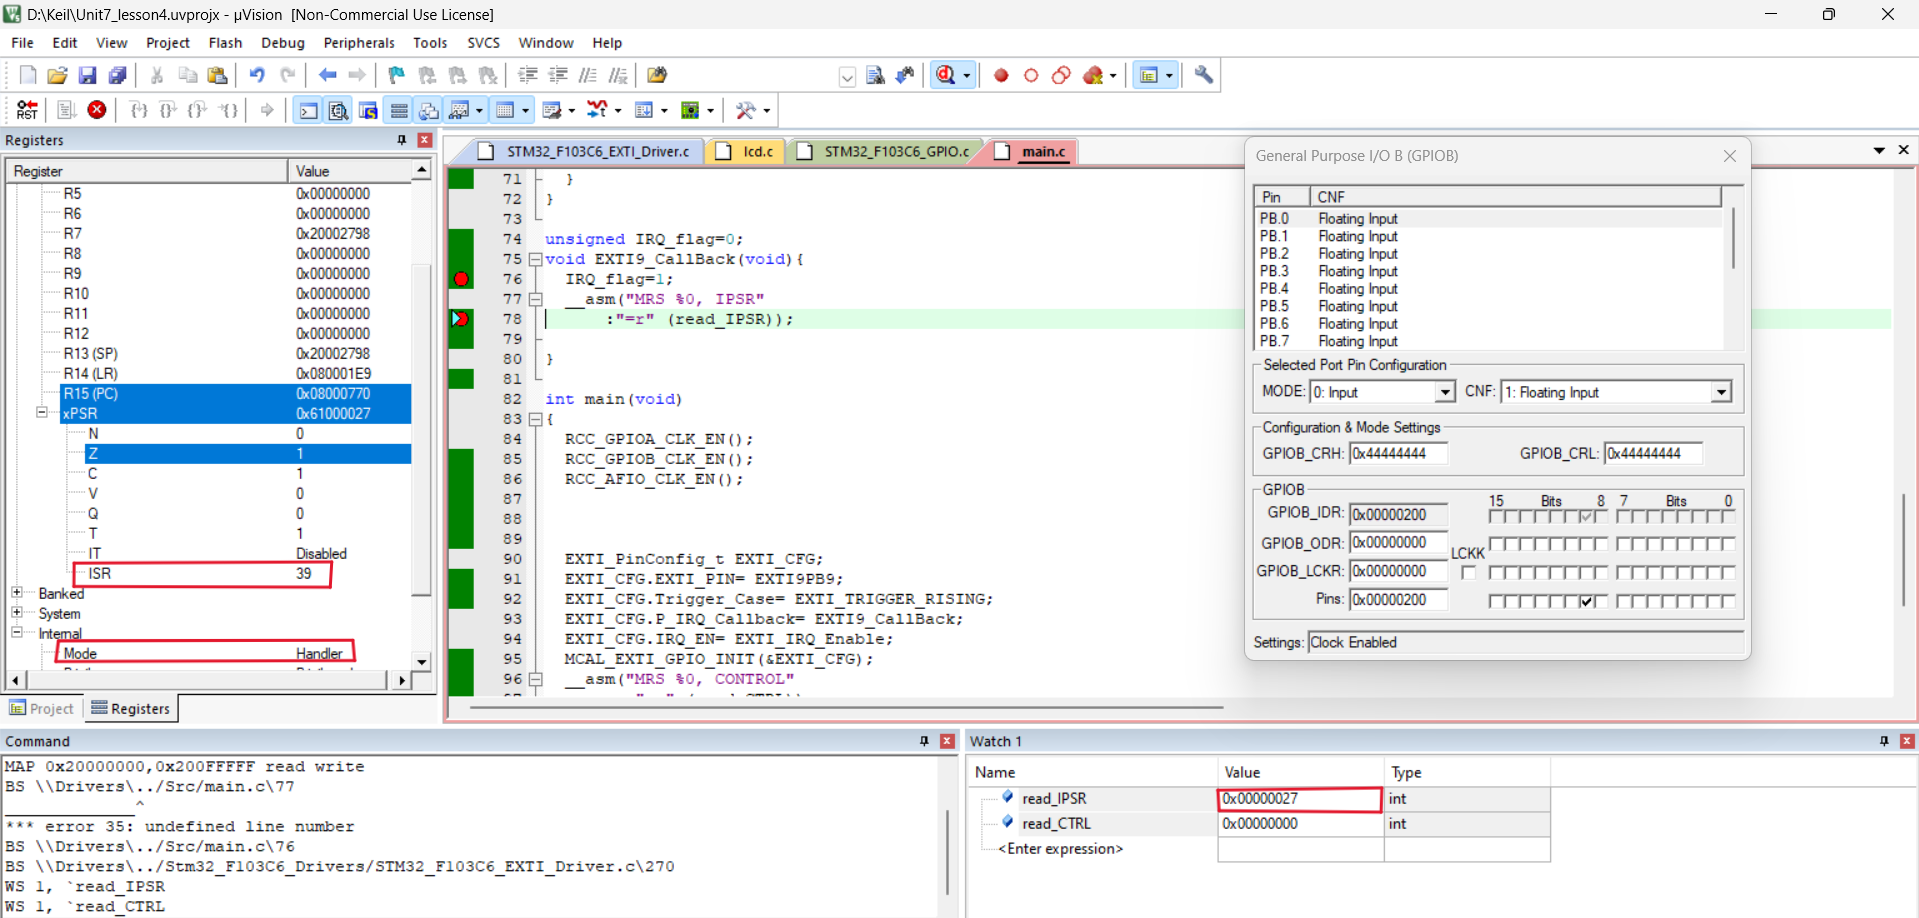 D:\Keil\Unit7_lesson4.uvprojx - µVision [Non-Commercial Use License]
File Edit View Project Flash Debug Peripherals Tools SVCS Window Help
RST
Registers
Register Value
R5 0x00000000
R6 0x00000000
R7 0x20002798
R8 0x00000000
R9 0x00000000
R10 0x00000000
R11 0x00000000
R12 0x00000000
R13 (SP) 0x20002798
R14 (LR) 0x080001E9
R15 (PC) 0x08000770
xPSR 0x61000027
N 0
Z 1
C 1
V 0
Q 0
T 1
IT Disabled
ISR 39
Banked
System
Internal
Mode Handler
Project Registers
STM32_F103C6_EXTI_Driver.c lcd.c STM32_F103C6_GPIO.c main.c
71 }
72 }
73
74 unsigned IRQ_flag=0;
75 void EXTI9_CallBack(void){
76 IRQ_flag=1;
77 __asm("MRS %0, IPSR"
78 :"=r" (read_IPSR));
79
80 }
81
82 int main(void)
83 {
84 RCC_GPIOA_CLK_EN();
85 RCC_GPIOB_CLK_EN();
86 RCC_AFIO_CLK_EN();
87
88
89
90 EXTI_PinConfig_t EXTI_CFG;
91 EXTI_CFG.EXTI_PIN= EXTI9PB9;
92 EXTI_CFG.Trigger_Case= EXTI_TRIGGER_RISING;
93 EXTI_CFG.P_IRQ_Callback= EXTI9_CallBack;
94 EXTI_CFG.IRQ_EN= EXTI_IRQ_Enable;
95 MCAL_EXTI_GPIO_INIT(&EXTI_CFG);
96 __asm("MRS %0, CONTROL"
General Purpose I/O B (GPIOB)
Pin CNF
PB.0 Floating Input
PB.1 Floating Input
PB.2 Floating Input
PB.3 Floating Input
PB.4 Floating Input
PB.5 Floating Input
PB.6 Floating Input
PB.7 Floating Input
Selected Port Pin Configuration
MODE: 0: Input CNF: 1: Floating Input
Configuration & Mode Settings
GPIOB_CRH: 0x44444444 GPIOB_CRL: 0x44444444
GPIOB
15 Bits 8 7 Bits 0
GPIOB_IDR: 0x00000200
GPIOB_ODR: 0x00000000
LCKK
GPIOB_LCKR: 0x00000000
Pins: 0x00000200
Settings: Clock Enabled
Command
MAP 0x20000000,0x200FFFFF read write
BS \\Drivers\../Src/main.c\77
______________^
*** error 35: undefined line number
BS \\Drivers\../Src/main.c\76
BS \\Drivers\../Stm32_F103C6_Drivers/STM32_F103C6_EXTI_Driver.c\270
WS 1, `read_IPSR
WS 1, `read_CTRL
Watch 1
Name Value Type
read_IPSR 0x00000027 int
read_CTRL 0x00000000 int
<Enter expression>